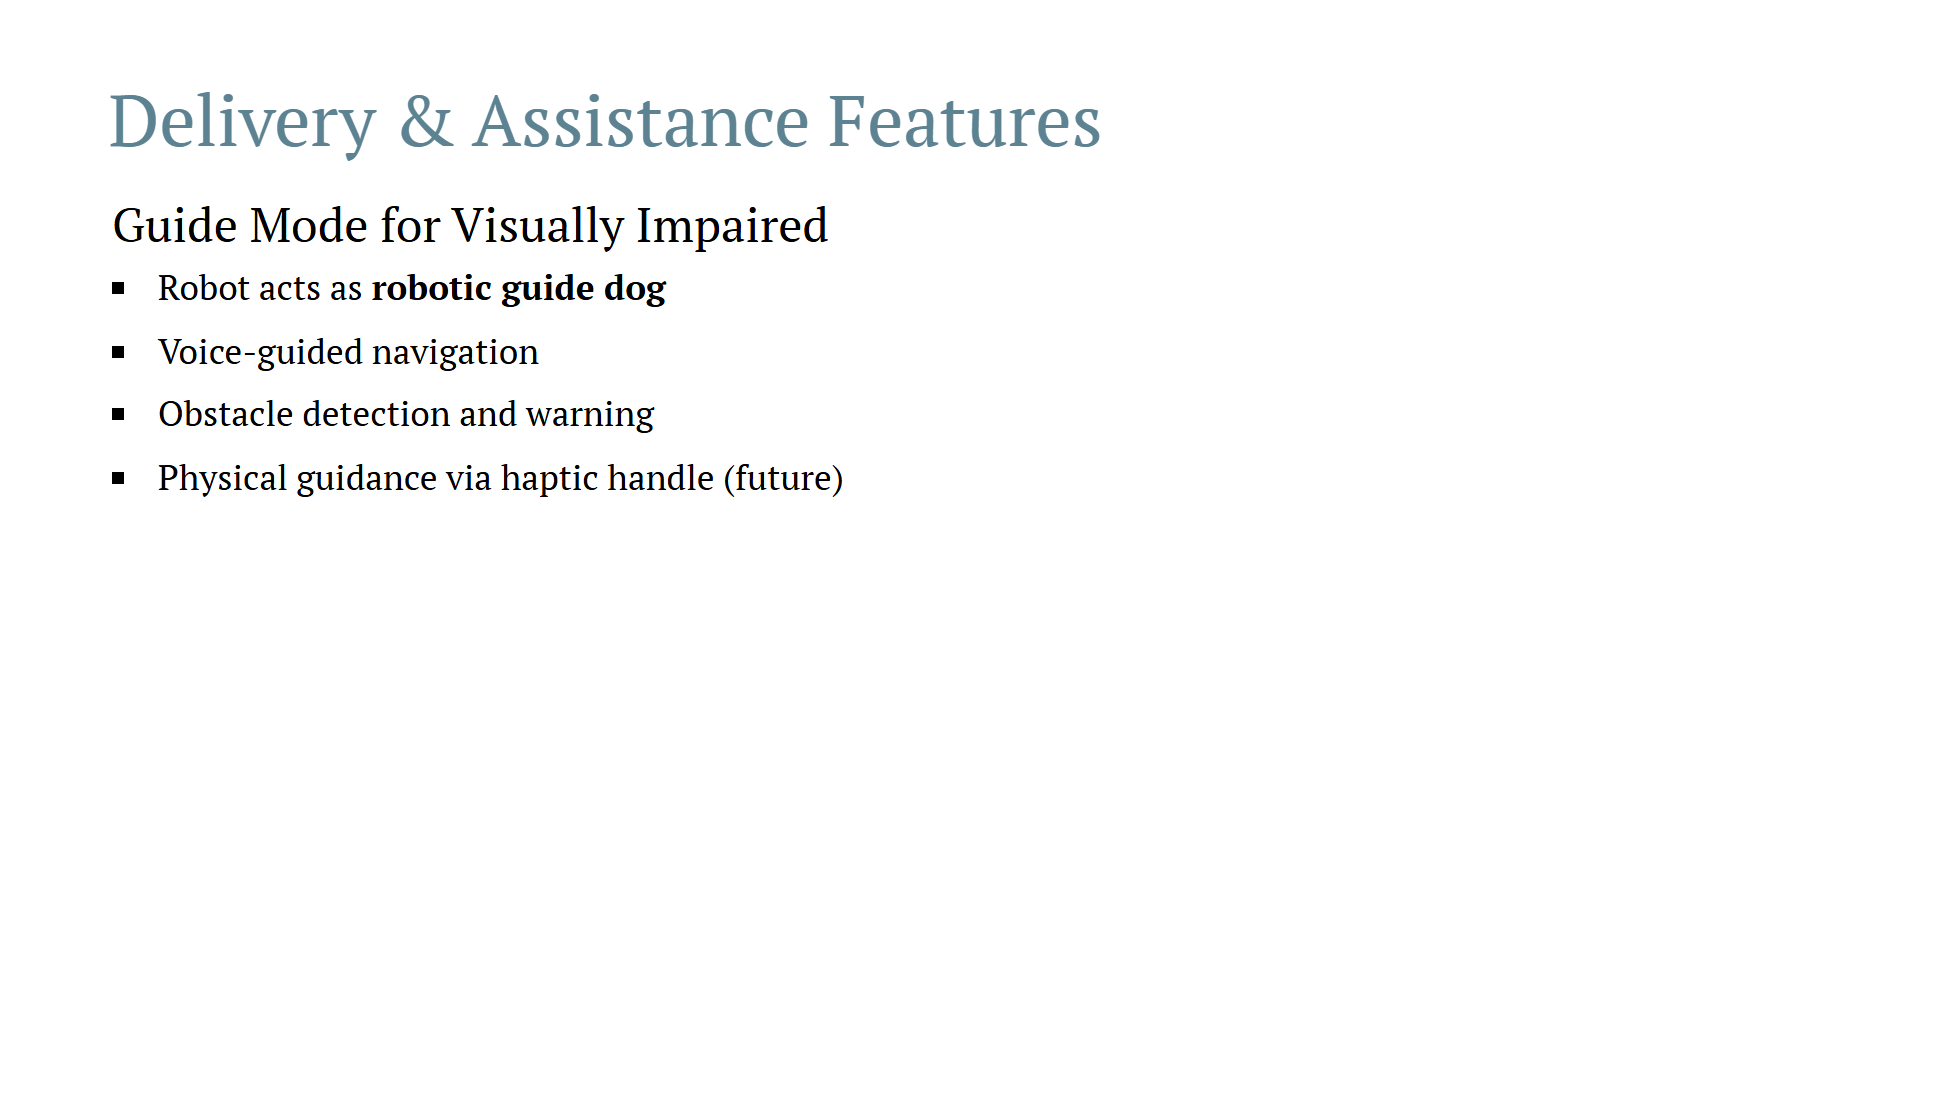 Delivery & Assistance Features
Guide Mode for Visually Impaired
▪ Robot acts as robotic guide dog
▪ Voice-guided navigation
▪ Obstacle detection and warning
▪ Physical guidance via haptic handle (future)